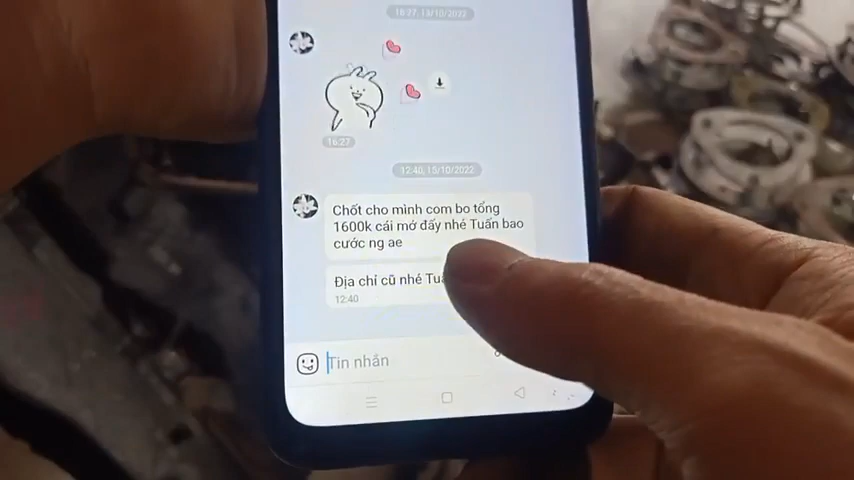 16:27, 13/10/2022
16:27
12:40, 15/10/2022
Chốt cho mình com bo tổng
1600k cái mớ đấy nhé Tuấn bao
cước ng ae
Địa chỉ cũ nhé
12:40
Tin nhắn